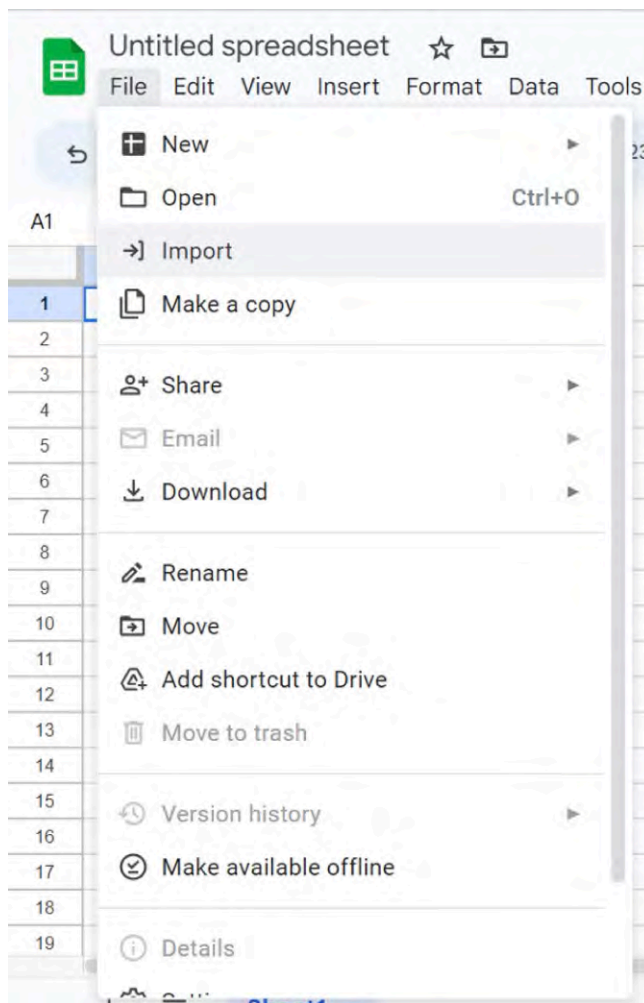 Untitled spreadsheet
File Edit View Insert Format Data Tools
New
Open Ctrl+O
A1
Import
1
Make a copy
2
3
Share
4
Email
5
6
Download
7
8
Rename
9
10
Move
11
Add shortcut to Drive
12
13
Move to trash
14
15
Version history
16
17
Make available offline
18
19
Details